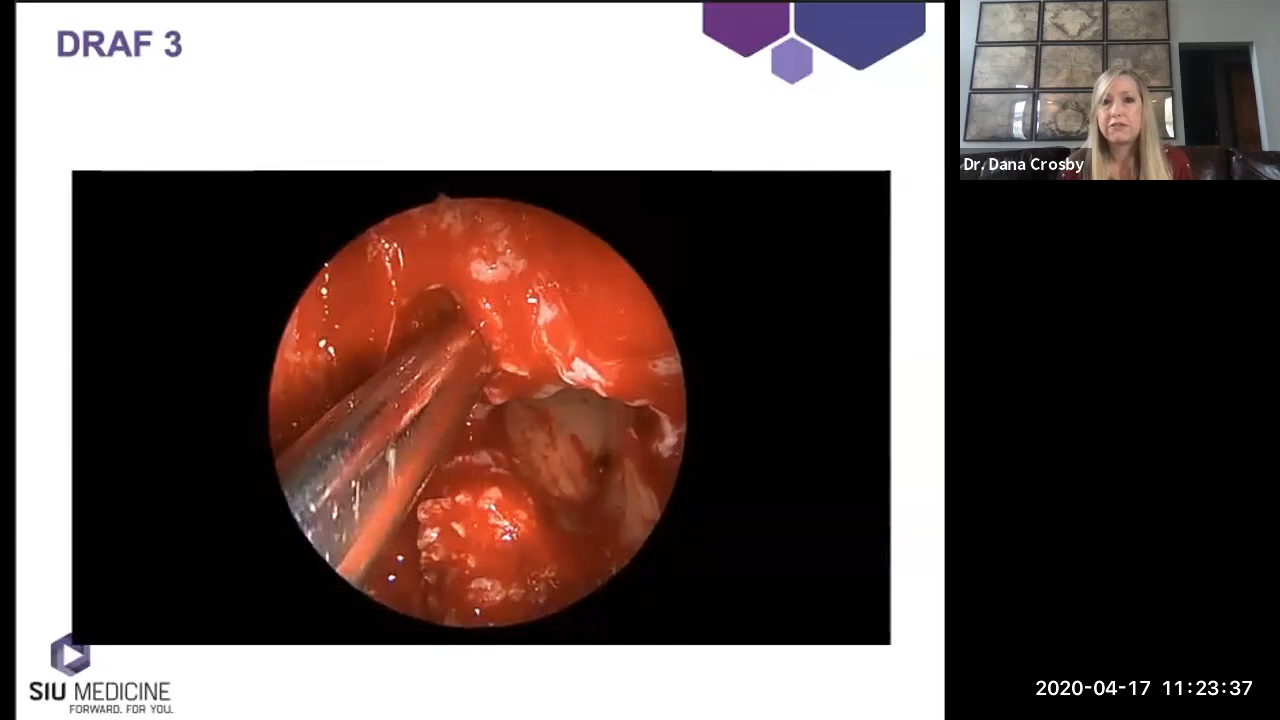 DRAF 3
Dr. Dana Crosby
SIU MEDICINE
FORWARD. FOR YOU.
2020-04-17 11:23:37